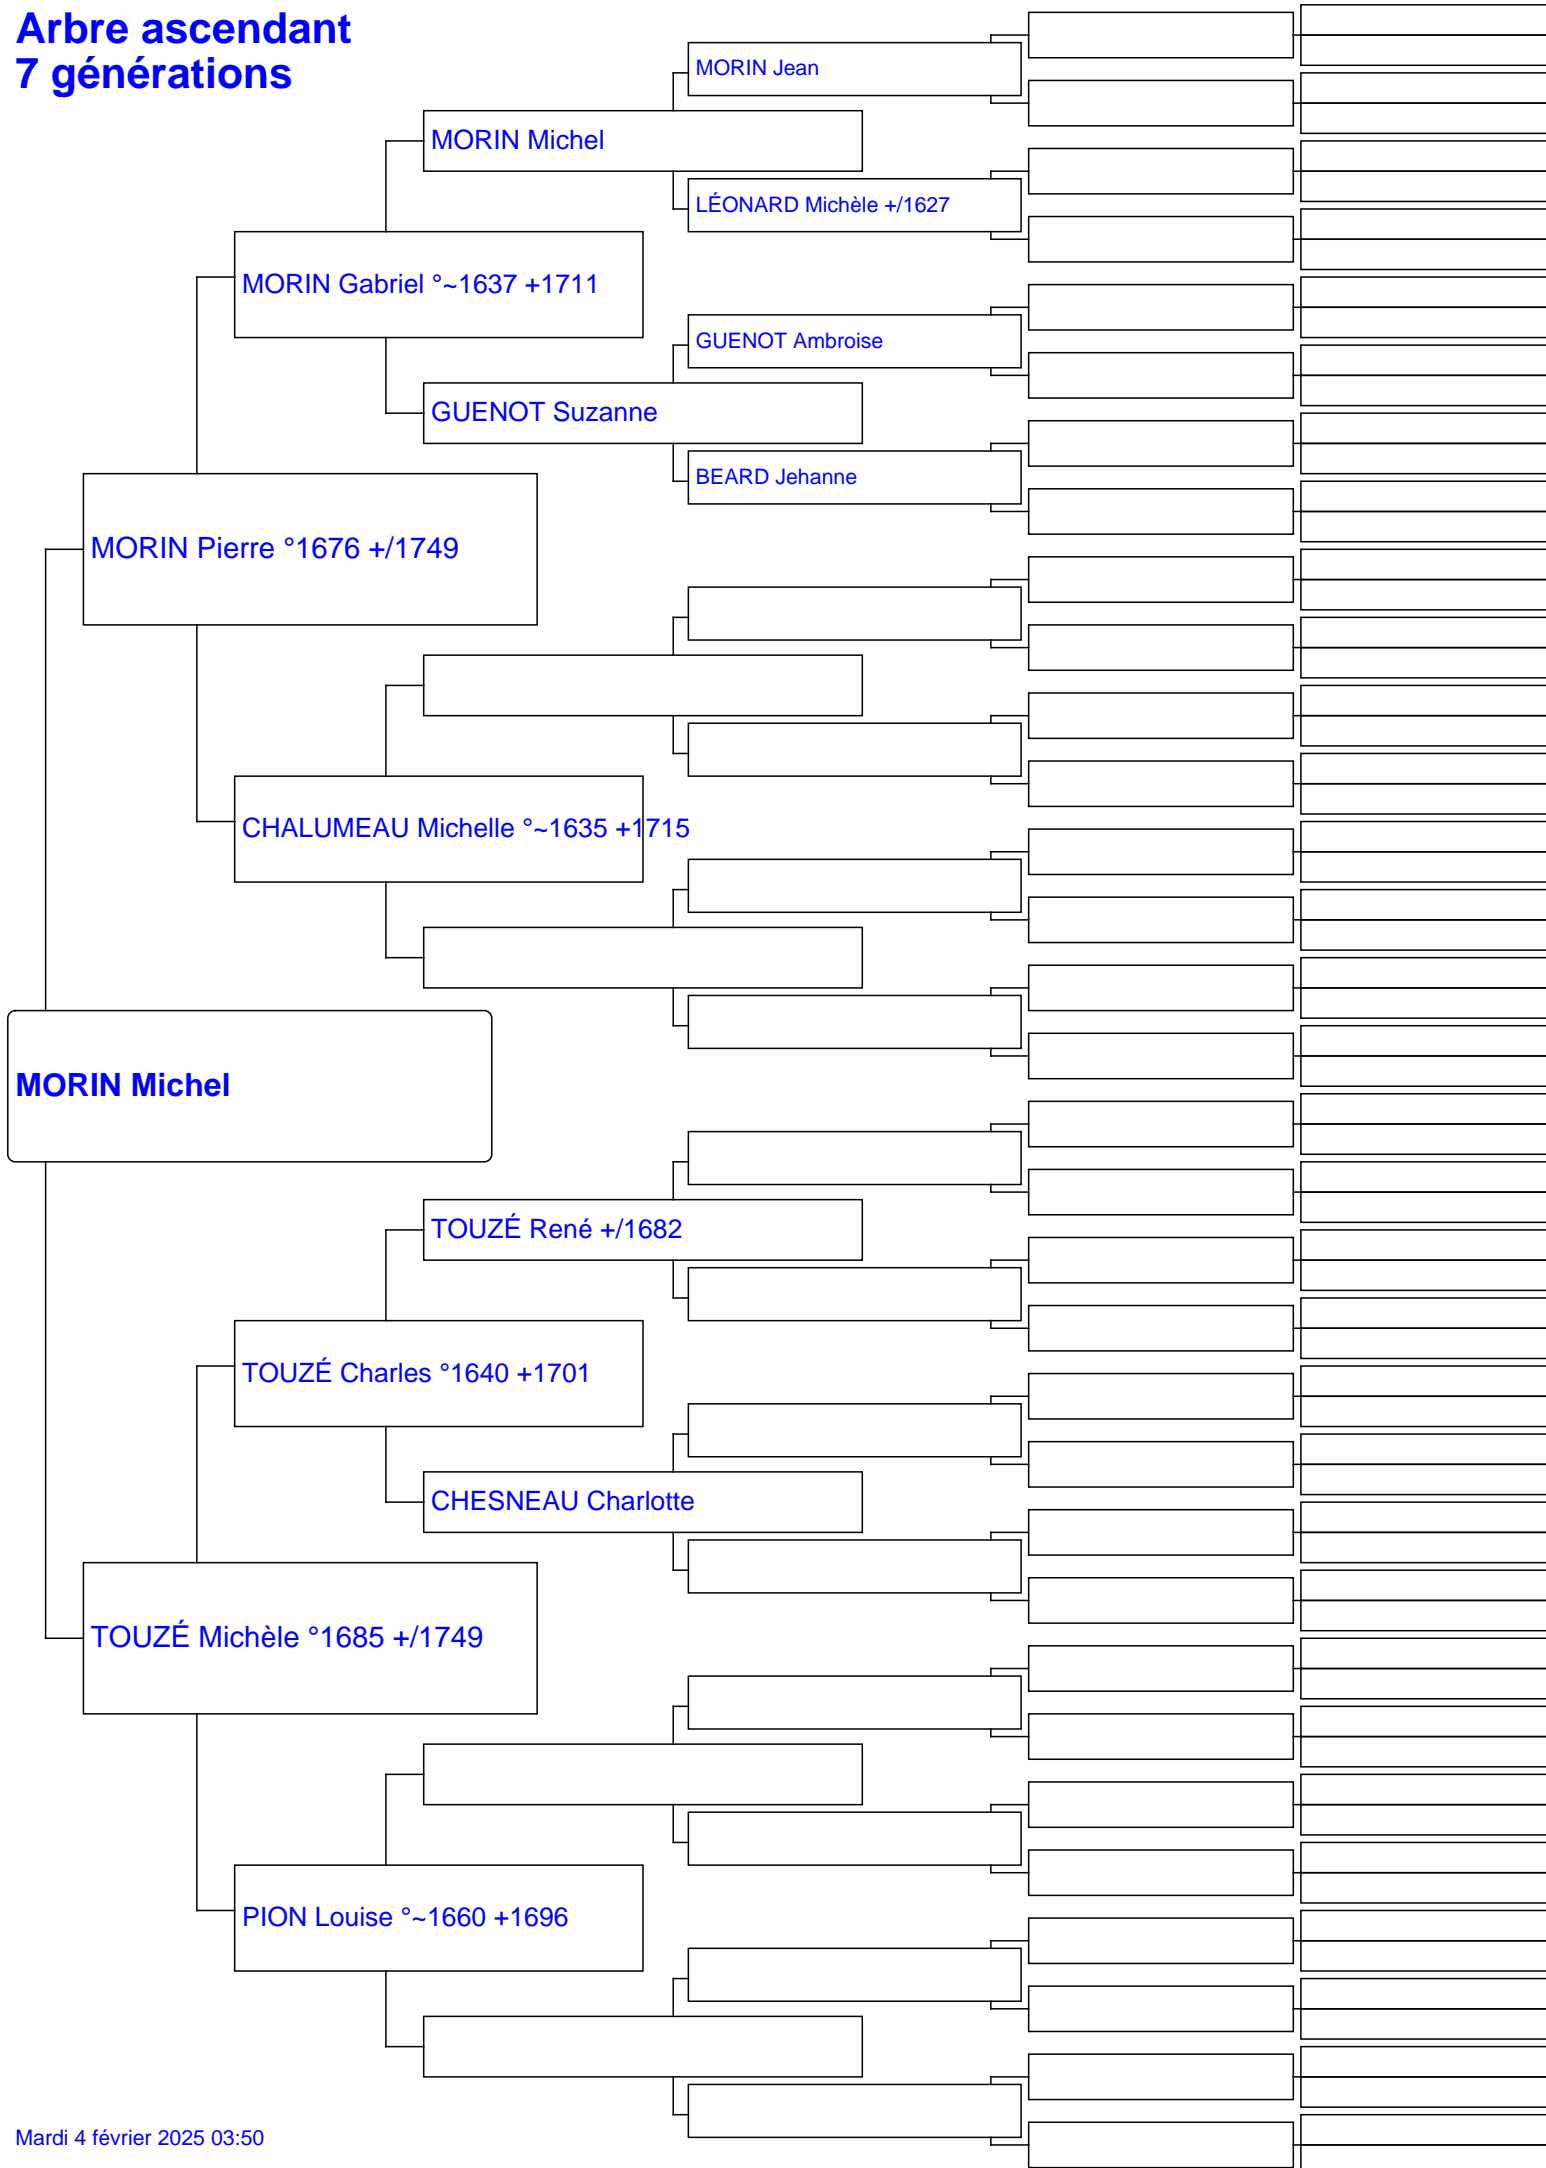 Arbre ascendant
7 générations
MORIN Jean
MORIN Michel
LÉONARD Michèle +/1627
MORIN Gabriel °~1637 +1711
GUENOT Ambroise
GUENOT Suzanne
BEARD Jehanne
MORIN Pierre °1676 +/1749
CHALUMEAU Michelle °~1635 +1715
MORIN Michel
TOUZÉ René +/1682
TOUZÉ Charles °1640 +1701
CHESNEAU Charlotte
TOUZÉ Michèle °1685 +/1749
PION Louise °~1660 +1696
Mardi 4 février 2025 03:50